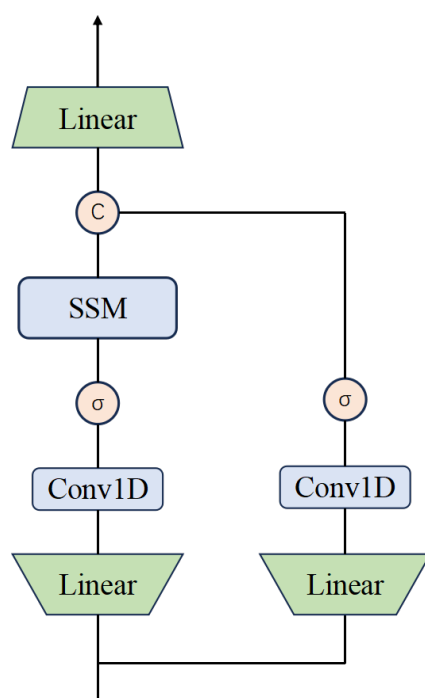 Linear
C
SSM
σ
σ
Conv1D
Conv1D
Linear
Linear